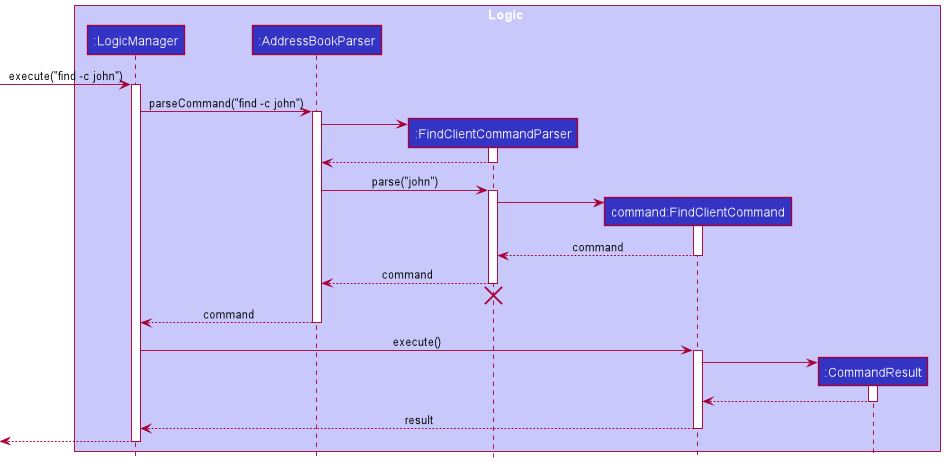 Logic
:LogicManager
:AddressBookParser
execute("find -c john")
parseCommand("find -c john")
:FindClientCommandParser
parse("john")
command:FindClientCommand
command
command
command
execute()
:CommandResult
result